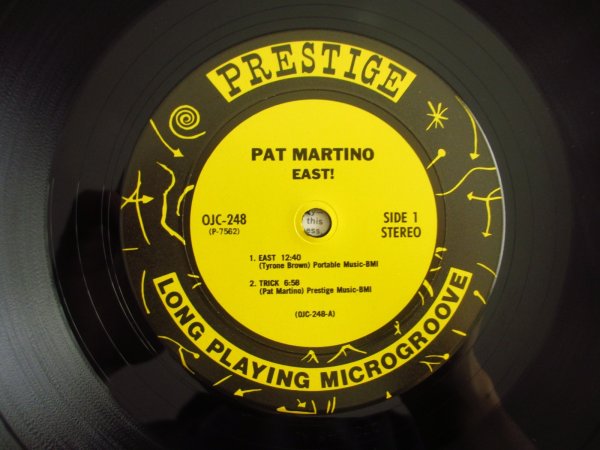 PRESTIGE
PAT MARTINO
EAST!
OJC-248
(P-7562)
SIDE 1
STEREO
this
1. EAST 12:40
(Tyrone Brown) Portable Music-BMI
2. TRICK 6:58
(Pat Martino) Prestige Music-BMI
(OJC-248-A)
LONG PLAYING MICROGROOVE